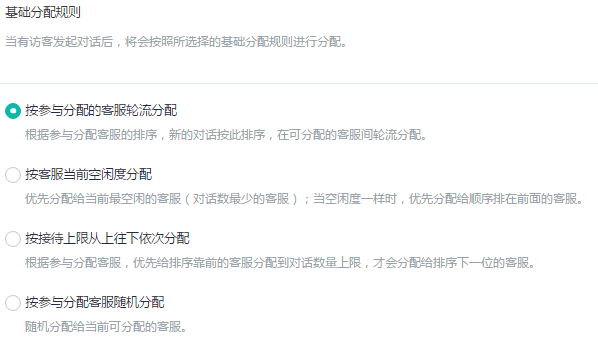 基础分配规则
当有访客发起对话后，将会按照所选择的基础分配规则进行分配。
按参与分配的客服轮流分配
根据参与分配客服的排序，新的对话按此排序，在可分配的客服间轮流分配。
按客服当前空闲度分配
优先分配给当前最空闲的客服（对话数最少的客服）；当空闲度一样时，优先分配给顺序排在前面的客服。
按接待上限从上往下依次分配
根据参与分配客服，优先给排序靠前的客服分配到对话数量上限，才会分配给排序下一位的客服。
按参与分配客服随机分配
随机分配给当前可分配的客服。